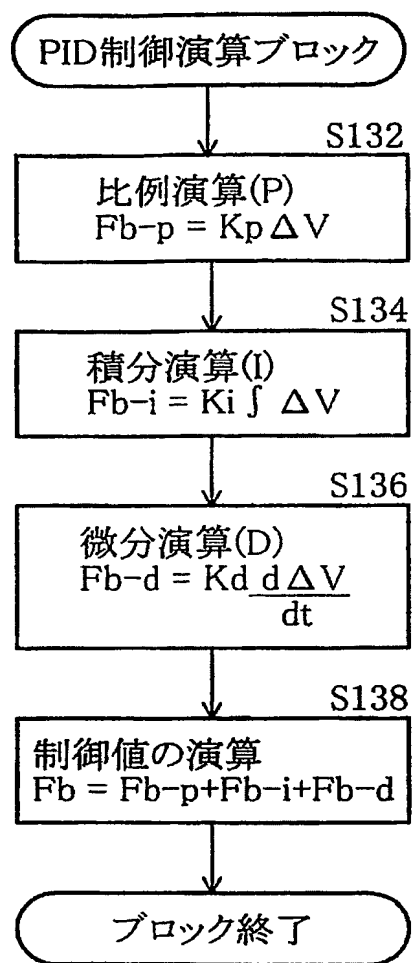 PID制御演算ブロック
S132
比例演算(P)
Fb-p = Kp ΔV
S134
積分演算(I)
Fb-i = Ki ∫ ΔV
S136
微分演算(D)
Fb-d = Kd dΔV
dt
S138
制御値の演算
Fb = Fb-p+Fb-i+Fb-d
ブロック終了